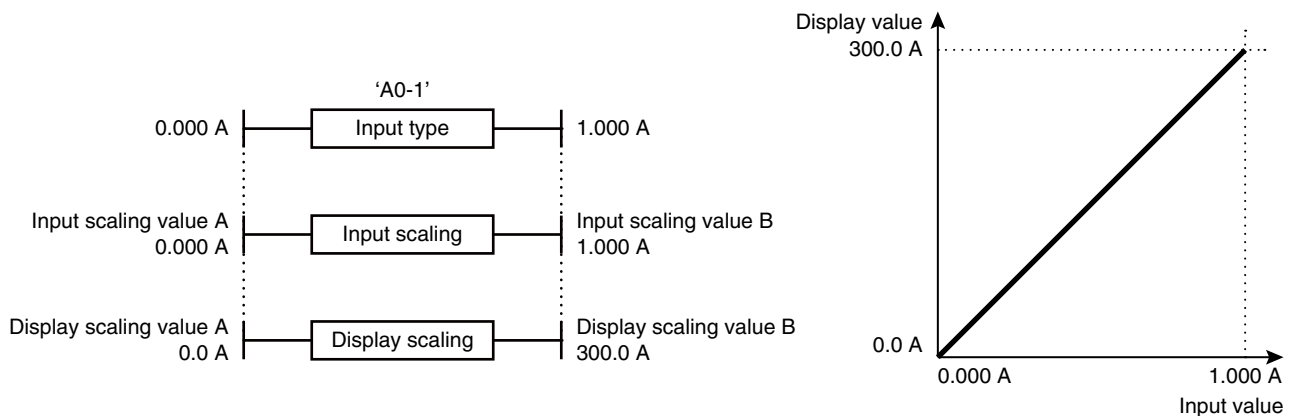 ‘A0-1’
0.000 A
Input type
1.000 A
Input scaling value A
0.000 A
Input scaling
Input scaling value B
1.000 A
Display scaling value A
0.0 A
Display scaling
Display scaling value B
300.0 A
Display value
300.0 A
0.0 A
0.000 A
1.000 A
Input value